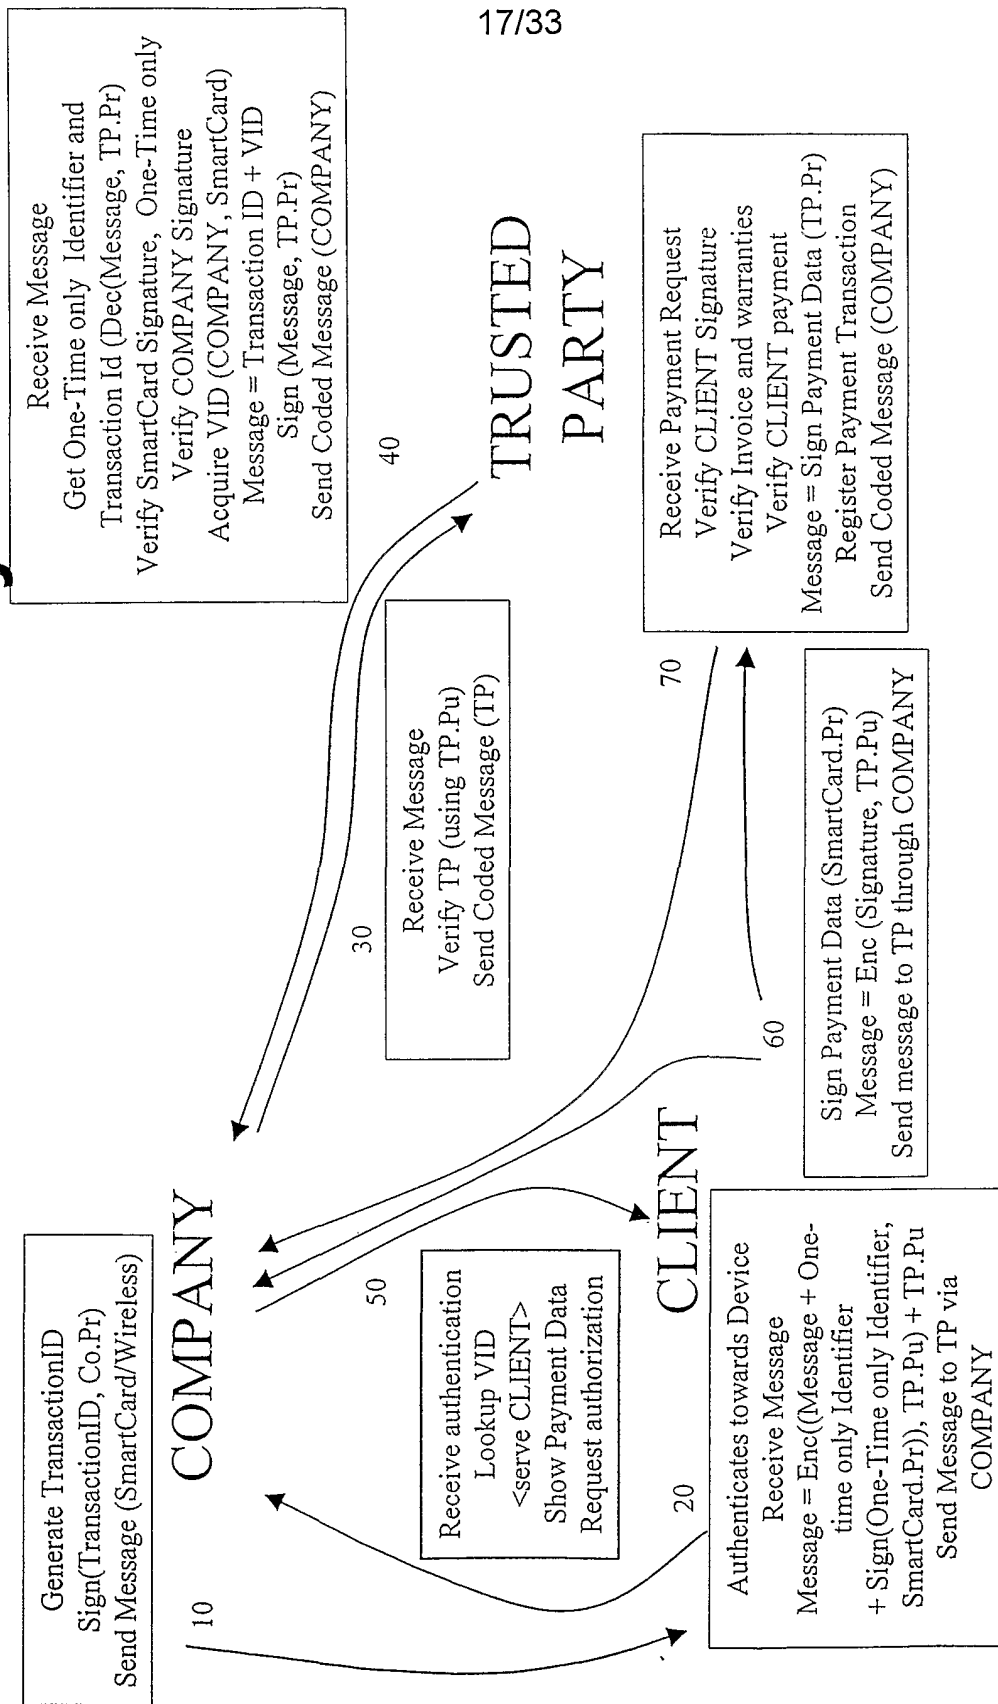 17/33
Generate TransactionID
Sign(TransactionID, Co.Pr)
Send Message (SmartCard/Wireless)
10
COMPANY
Receive Message
Get One-Time only Identifier and
Transaction Id (Dec(Message, TP.Pr)
Verify SmartCard Signature, One-Time only
Verify COMPANY Signature
Acquire VID (COMPANY, SmartCard)
Message = Transaction ID + VID
Sign (Message, TP.Pr)
Send Coded Message (COMPANY)
40
30
Receive Message
Verify TP (using TP.Pu)
Send Coded Message (TP)
TRUSTED
PARTY
50
Receive authentication
Lookup VID
<serve CLIENT>
Show Payment Data
Request authorization
20
CLIENT
Authenticates towards Device
Receive Message
Message = Enc((Message + One-
time only Identifier
+ Sign(One-Time only Identifier,
SmartCard.Pr)), TP.Pu) + TP.Pu
Send Message to TP via
COMPANY
60
Sign Payment Data (SmartCard.Pr)
Message = Enc (Signature, TP.Pu)
Send message to TP through COMPANY
70
Receive Payment Request
Verify CLIENT Signature
Verify Invoice and warranties
Verify CLIENT payment
Message = Sign Payment Data (TP.Pr)
Register Payment Transaction
Send Coded Message (COMPANY)